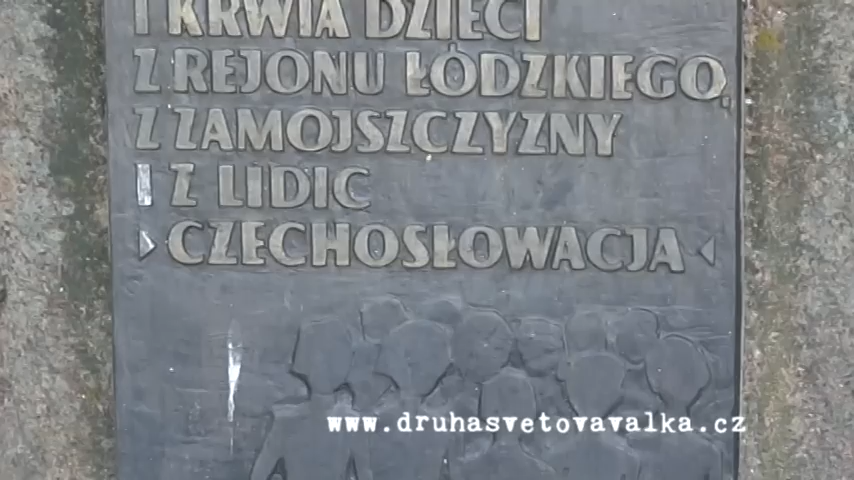 I KRWIĄ DZIECI
Z REJONU ŁÓDZKIEGO,
Z ZAMOJSZCZYZNY
I Z LIDIC
▷CZECHOSŁOWACJA◁
www.druhasvetovavalka.cz